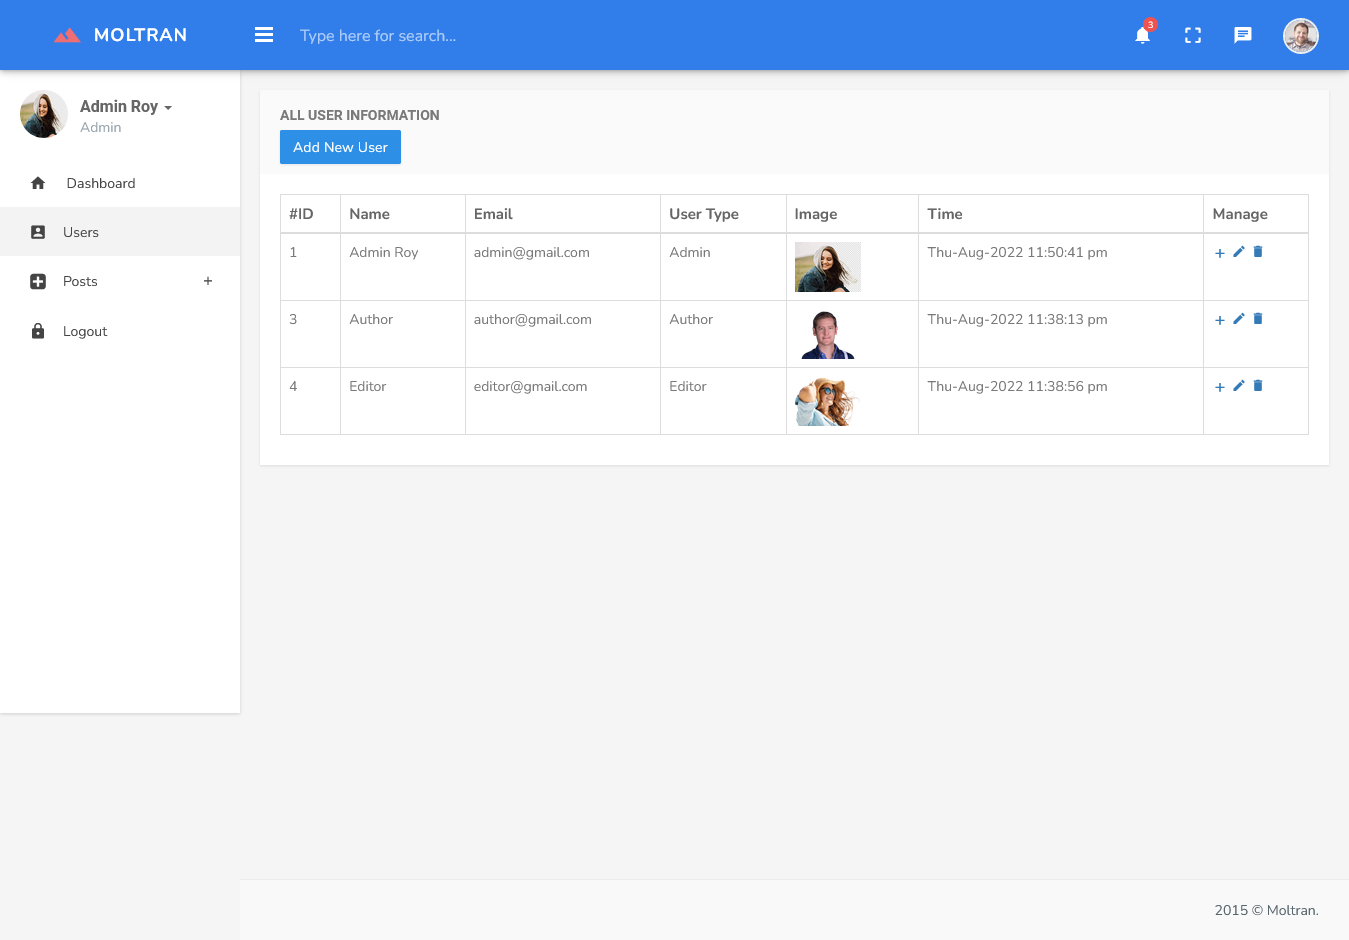 MOLTRAN
Type here for search...
3
Admin Roy
Admin
Dashboard
Users
Posts +
Logout
ALL USER INFORMATION
Add New User
#ID Name Email User Type Image Time Manage
1 Admin Roy admin@gmail.com Admin Thu-Aug-2022 11:50:41 pm
3 Author author@gmail.com Author Thu-Aug-2022 11:38:13 pm
4 Editor editor@gmail.com Editor Thu-Aug-2022 11:38:56 pm
2015 © Moltran.